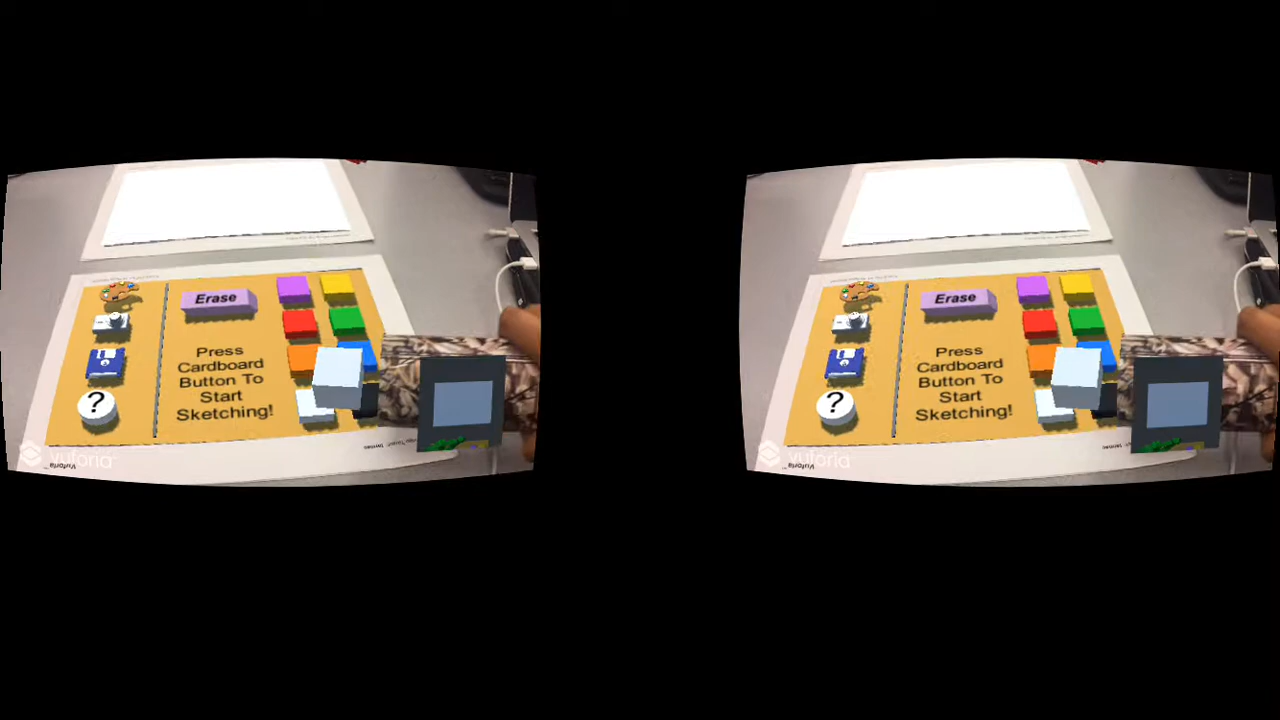 Erase
Press
Cardboard
Button To
Start
Sketching!
?
vuforia
Erase
Press
Cardboard
Button To
Start
Sketching!
?
vuforia